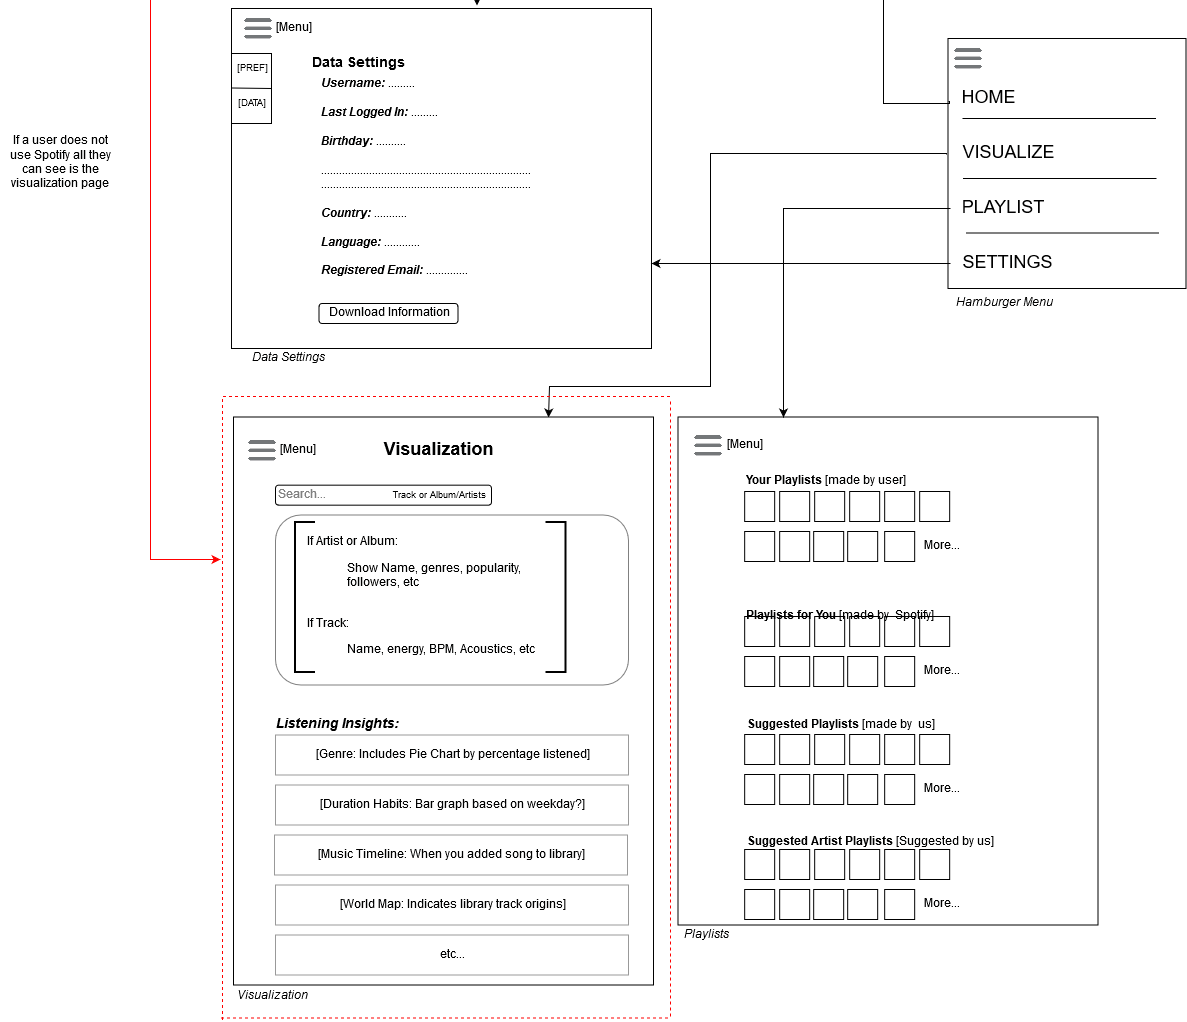 If a user does not
use Spotify all they
can see is the
visualization page
[Menu]
[PREF]
[DATA]
Data Settings
Username: .........
Last Logged In: .........
Birthday: ..........
......................................................................
......................................................................
Country: ...........
Language: ............
Registered Email: ..............
Download Information
Data Settings
HOME
VISUALIZE
PLAYLIST
SETTINGS
Hamburger Menu
[Menu]
Visualization
Search... Track or Album/Artists
If Artist or Album:
Show Name, genres, popularity,
followers, etc
If Track:
Name, energy, BPM, Acoustics, etc
Listening Insights:
[Genre: Includes Pie Chart by percentage listened]
[Duration Habits: Bar graph based on weekday?]
[Music Timeline: When you added song to library]
[World Map: Indicates library track origins]
etc...
Visualization
[Menu]
Your Playlists [made by user]
More...
Playlists for You [made by Spotify]
More...
Suggested Playlists [made by us]
More...
Suggested Artist Playlists [Suggested by us]
More...
Playlists